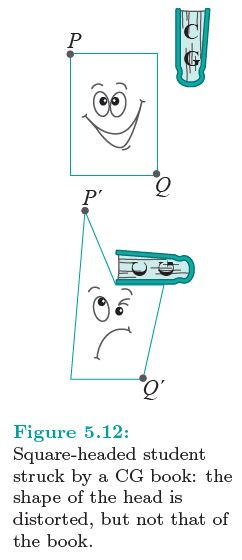 P
C
G
Q
P′
C G
Q′
Figure 5.12:
Square-headed student
struck by a CG book: the
shape of the head is
distorted, but not that of
the book.